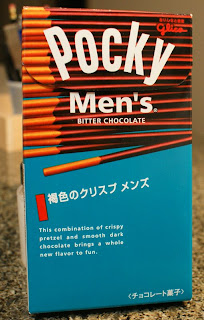 glico
POCKY
Men's®
BITTER CHOCOLATE
褐色のクリスプ メンズ
This combination of crispy
pretzel and smooth dark
chocolate brings a whole
new flavor to fun.
〈チョコレート菓子〉